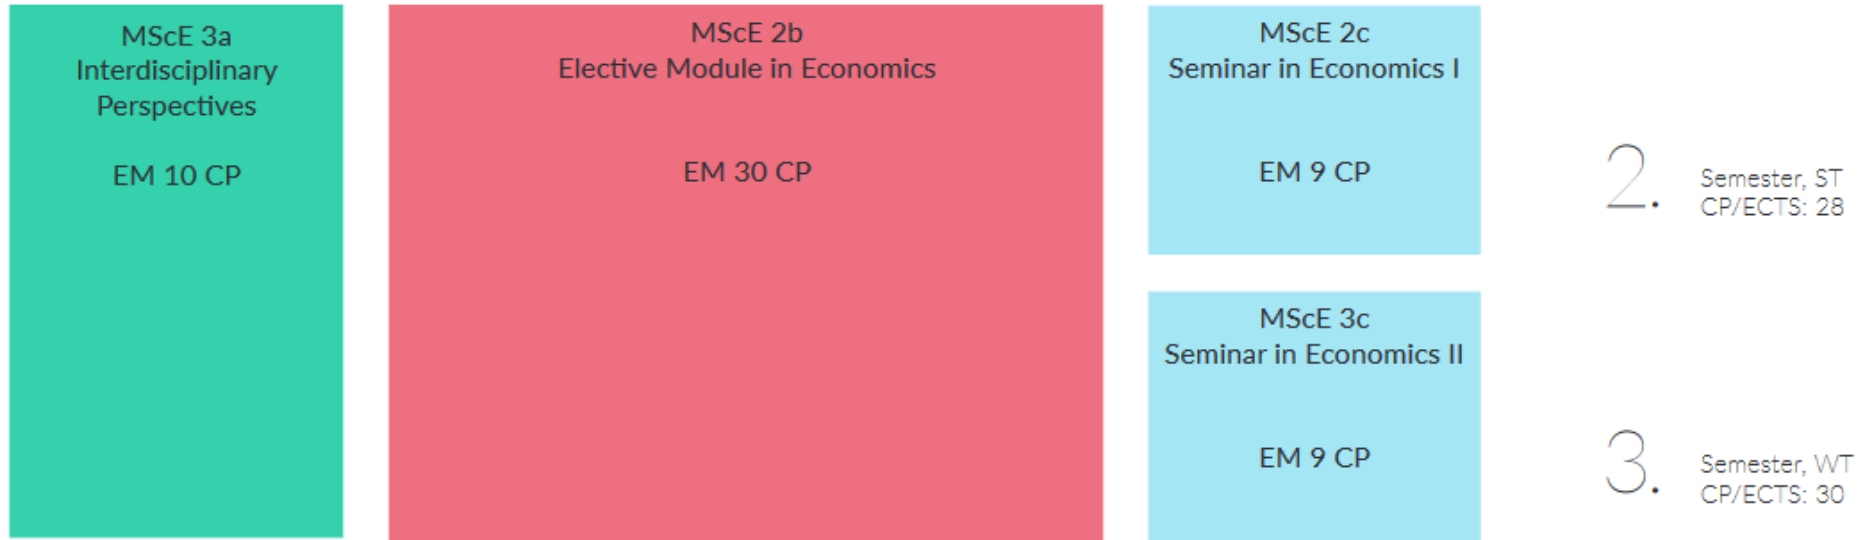 MScE 3a
Interdisciplinary
Perspectives
EM 10 CP
MScE 2b
Elective Module in Economics
EM 30 CP
MScE 2c
Seminar in Economics I
EM 9 CP
2.
Semester, ST
CP/ECTS: 28
MScE 3c
Seminar in Economics II
EM 9 CP
3.
Semester, WT
CP/ECTS: 30